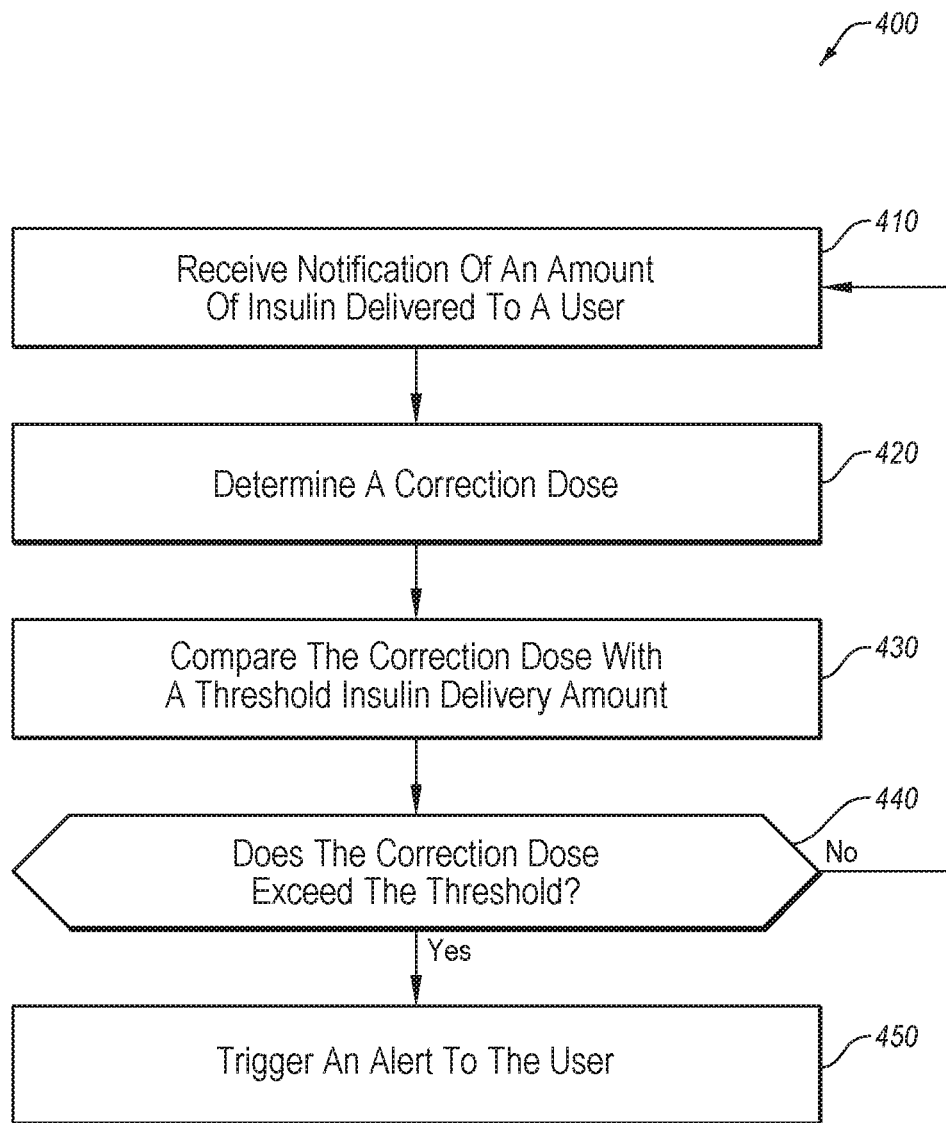 400
410
Receive Notification Of An Amount
Of Insulin Delivered To A User
420
Determine A Correction Dose
430
Compare The Correction Dose With
A Threshold Insulin Delivery Amount
440
Does The Correction Dose
Exceed The Threshold?
No
Yes
450
Trigger An Alert To The User